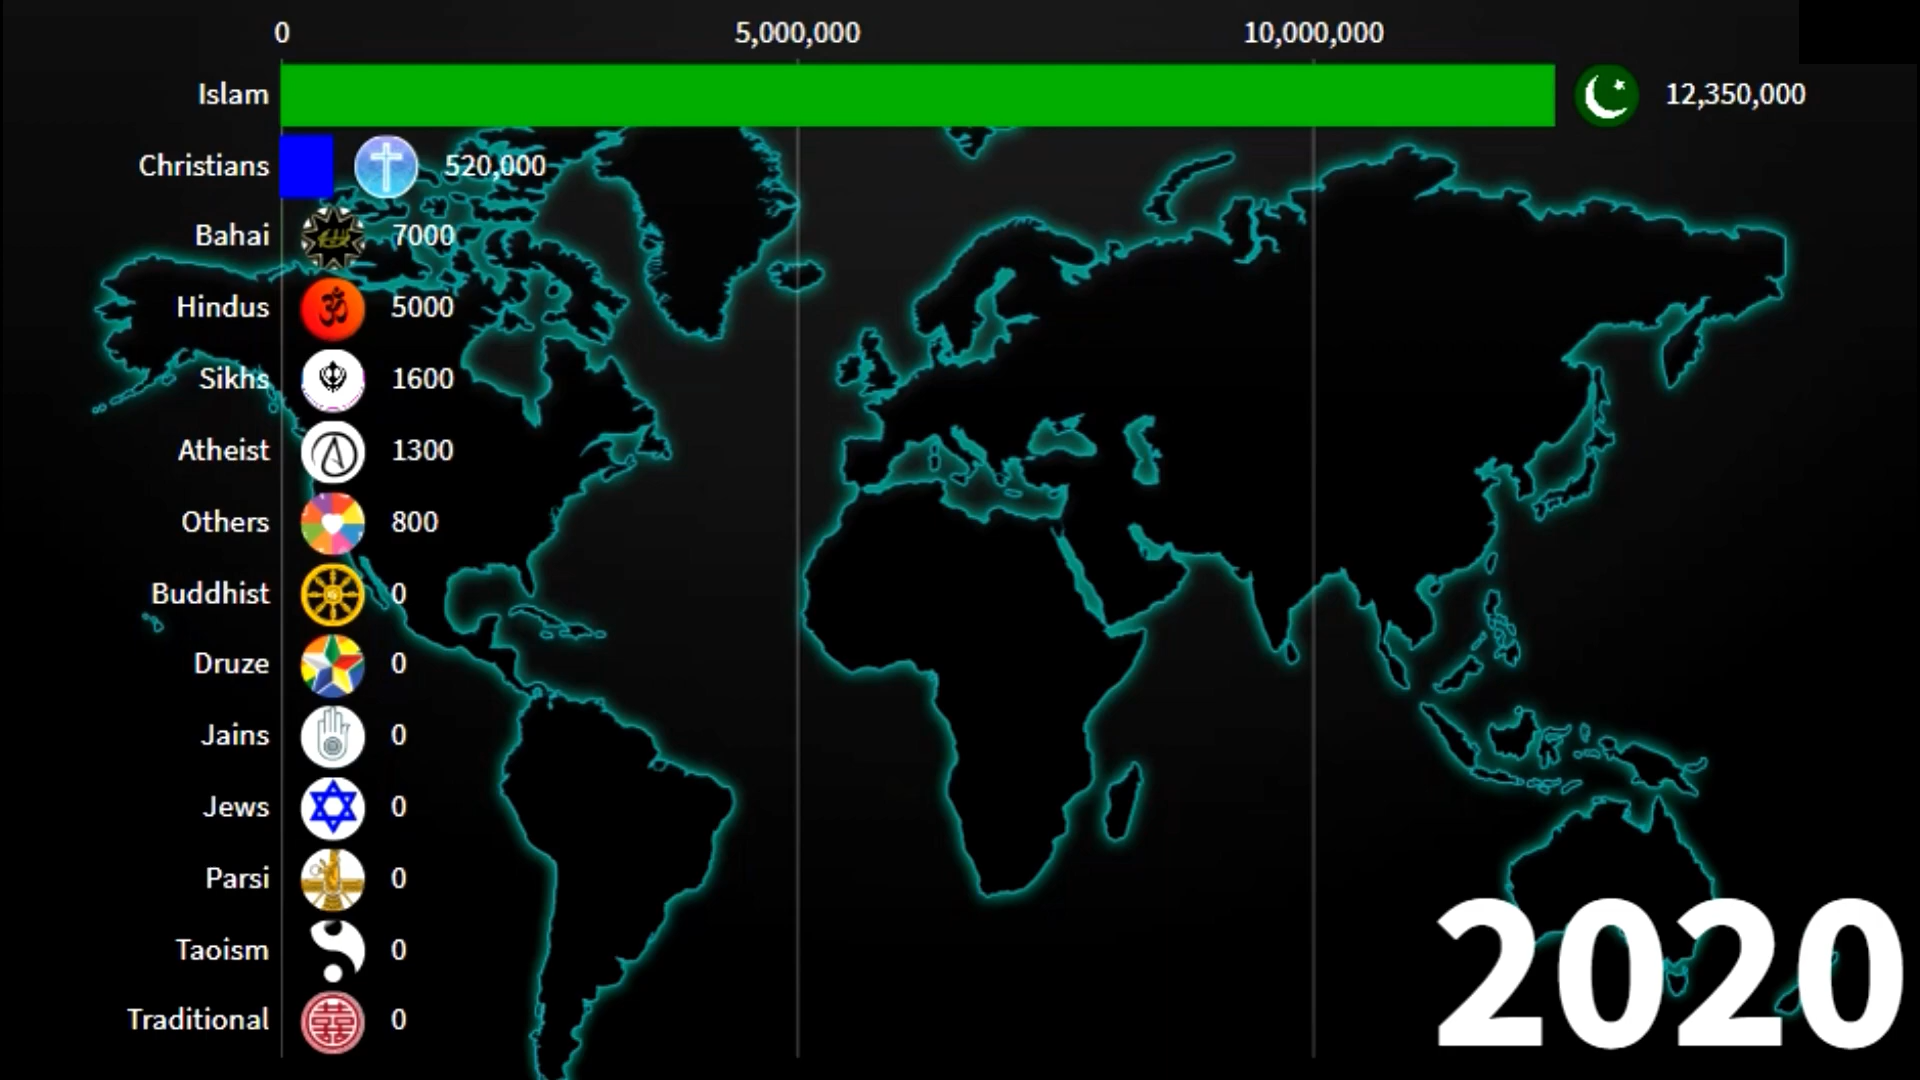 0 5,000,000 10,000,000
Islam 12,350,000
Christians 520,000
Bahai 7000
Hindus 5000
Sikhs 1600
Atheist 1300
Others 800
Buddhist 0
Druze 0
Jains 0
Jews 0
Parsi 0
Taoism 0
Traditional 0
2020